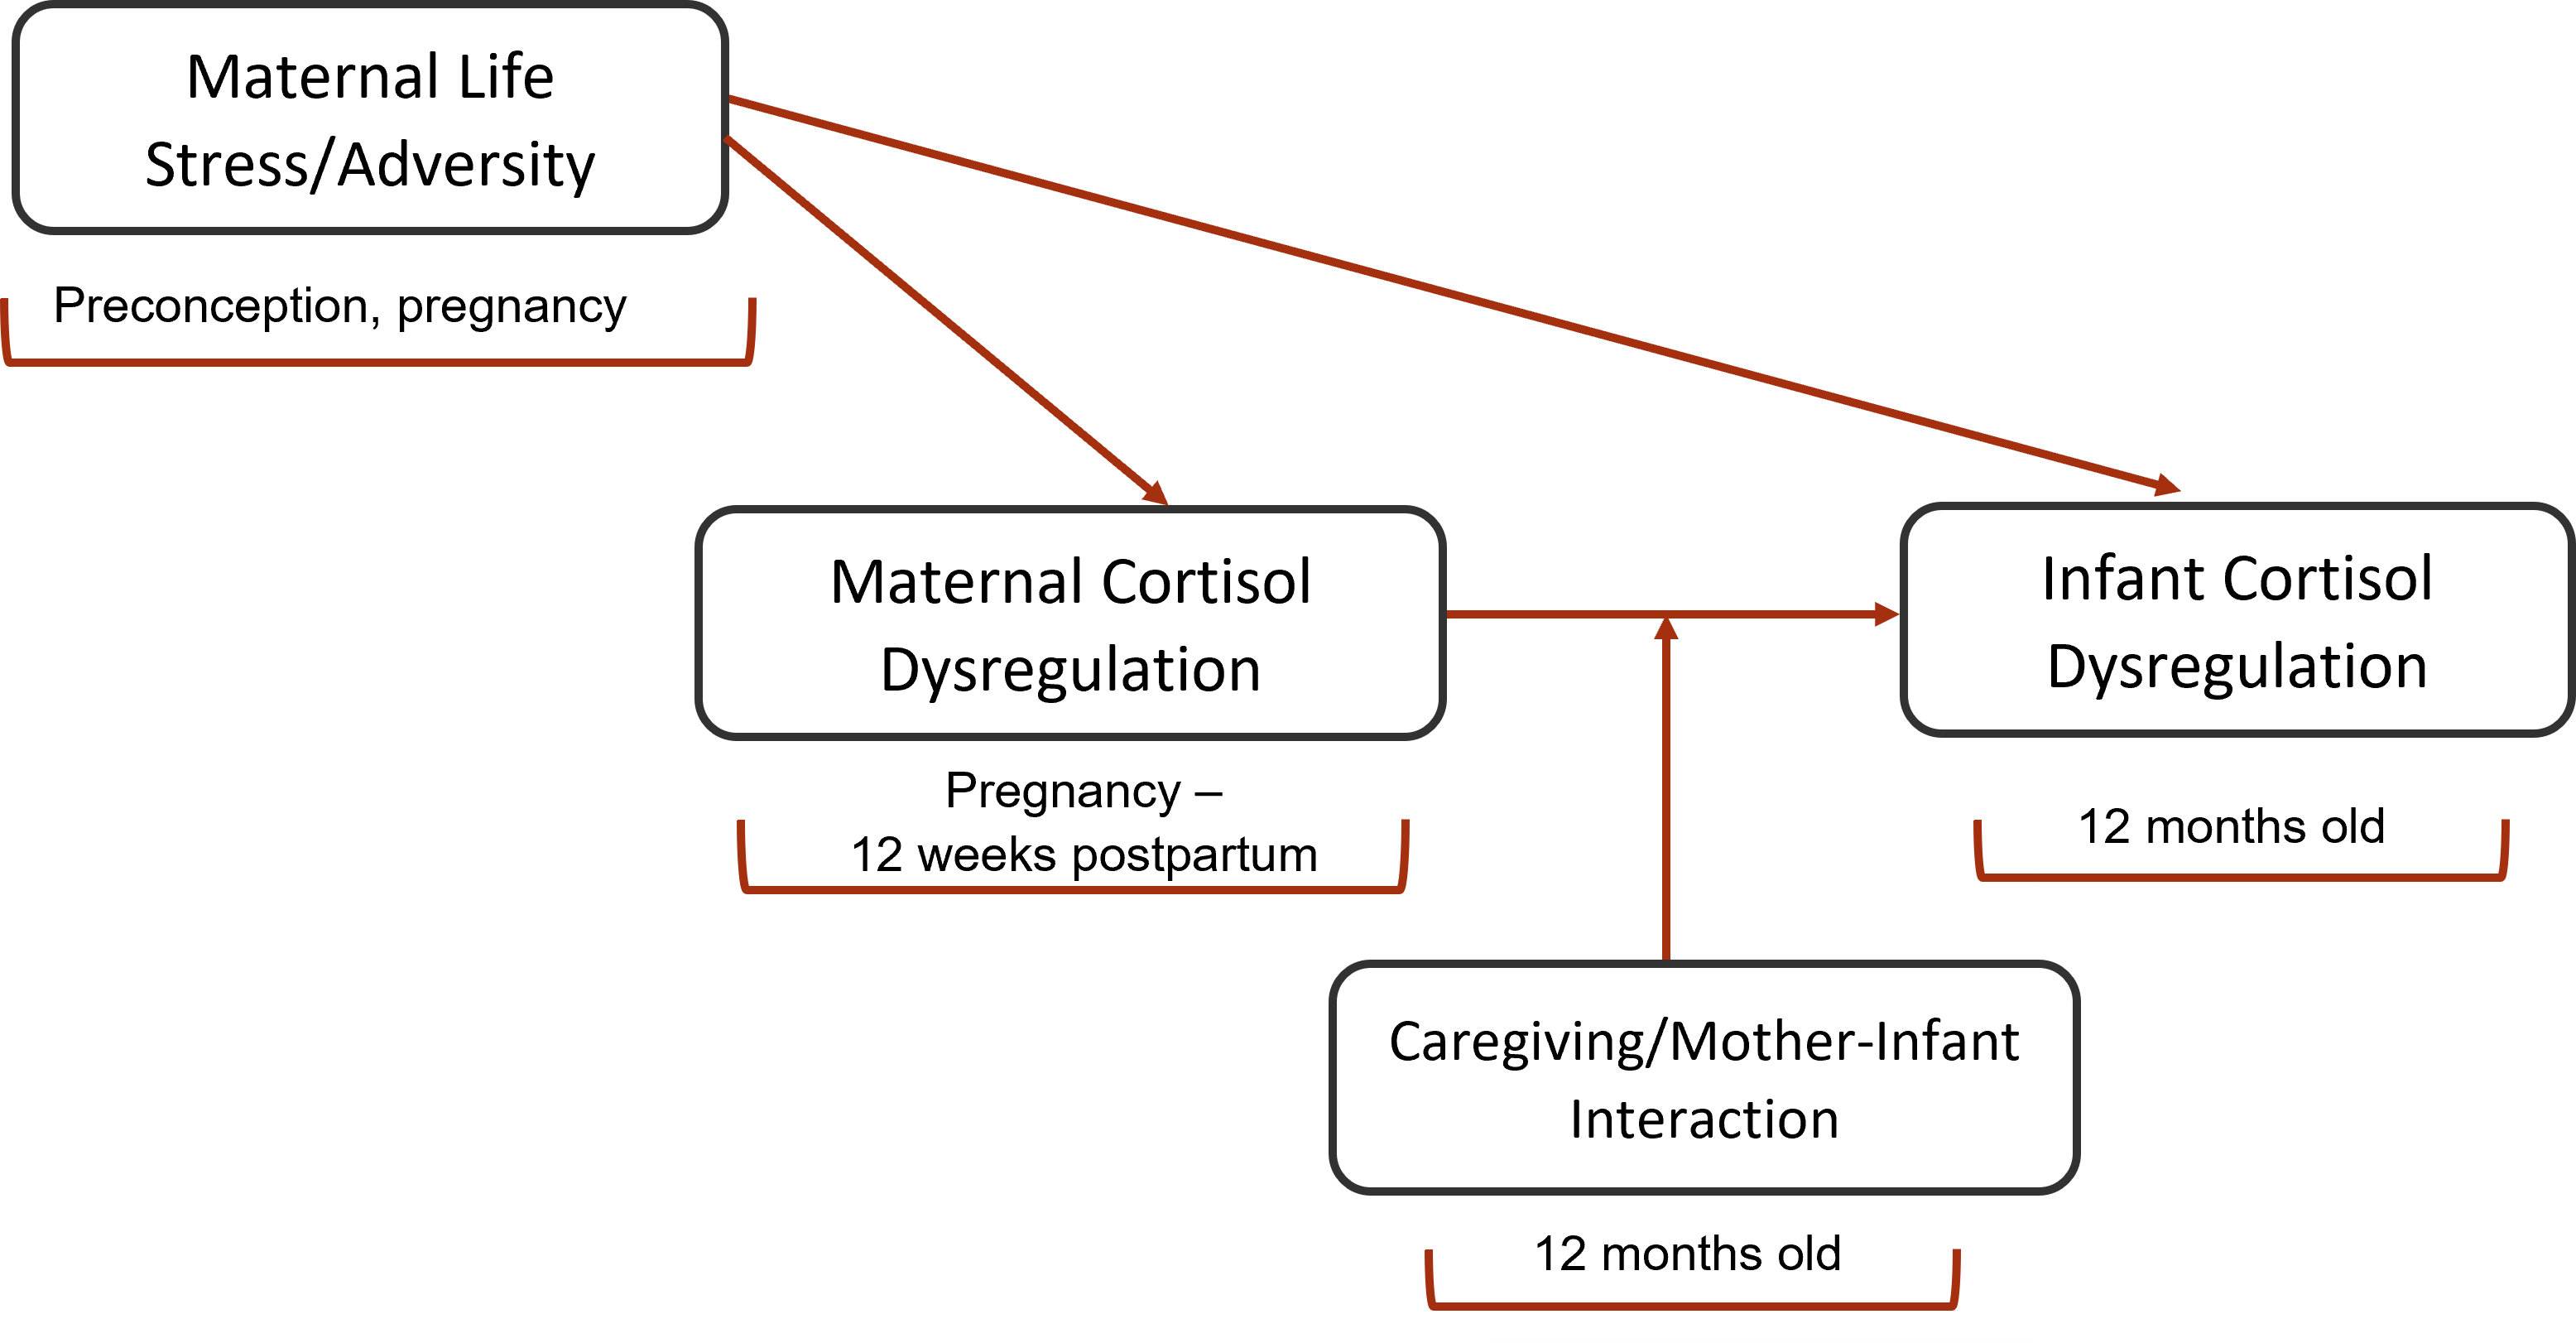 Maternal Life
Stress/Adversity
Preconception, pregnancy
Maternal Cortisol
Dysregulation
Pregnancy –
12 weeks postpartum
Infant Cortisol
Dysregulation
12 months old
Caregiving/Mother-Infant
Interaction
12 months old